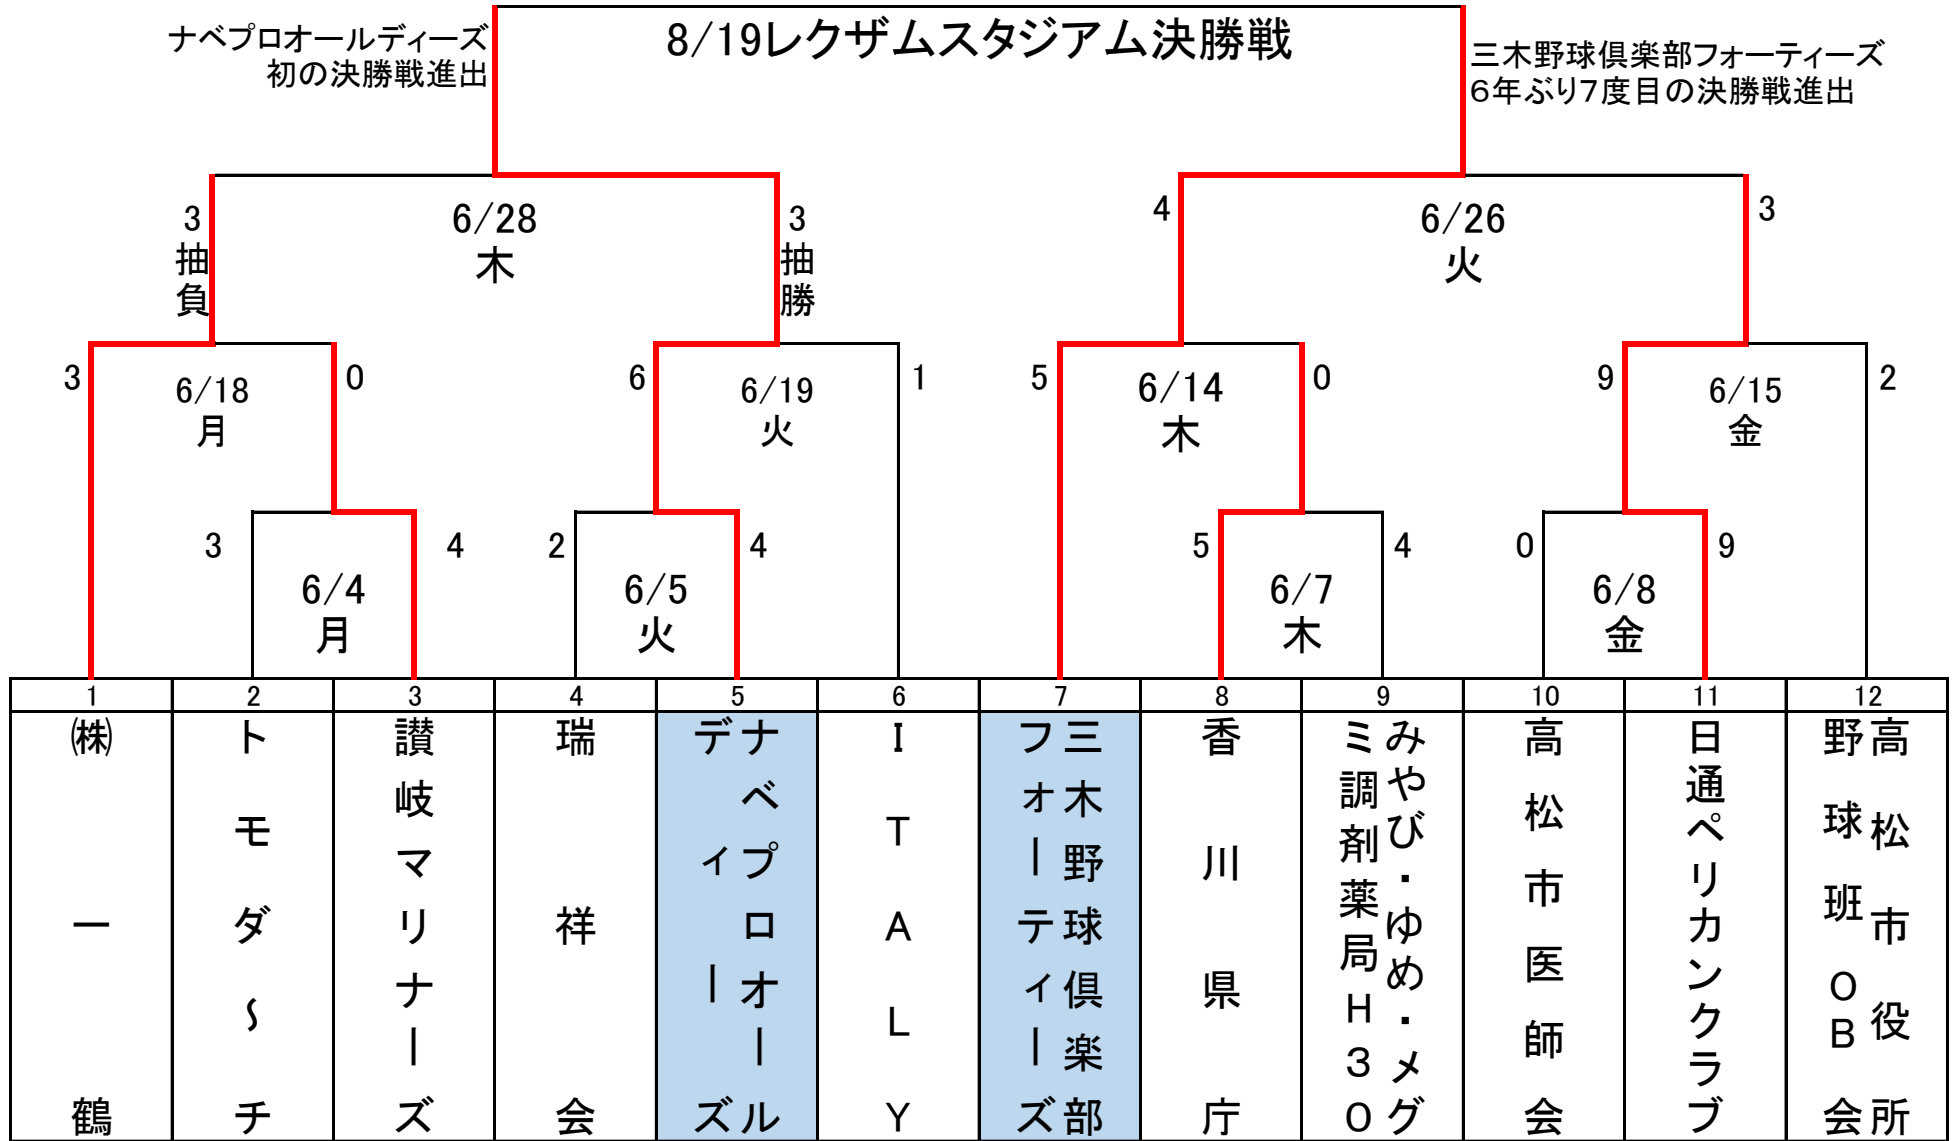 8/19レクザムスタジアム決勝戦
ナベプロオールディーズ
初の決勝戦進出
三木野球倶楽部フォーティーズ
6年ぶり7度目の決勝戦進出
3
抽負
6/28
木
3
抽勝
4
6/26
火
3
3
6/18
月
0
6
6/19
火
1
5
6/14
木
0
9
6/15
金
2
3
6/4
月
4
2
6/5
火
4
5
6/7
木
4
0
6/8
金
9
1
2
3
4
5
6
7
8
9
10
11
12
㈱一鶴
トモダ～チ
讃岐マリナーズ
瑞祥会
ナベプロオール
ディーズ
ITALY
三木野球倶楽部
フォーティーズ
香川県庁
みやび・ゆめ・メグ
ミ調剤薬局H30
高松市医師会
日通ペリカンクラブ
高松市役所
野球班OB会